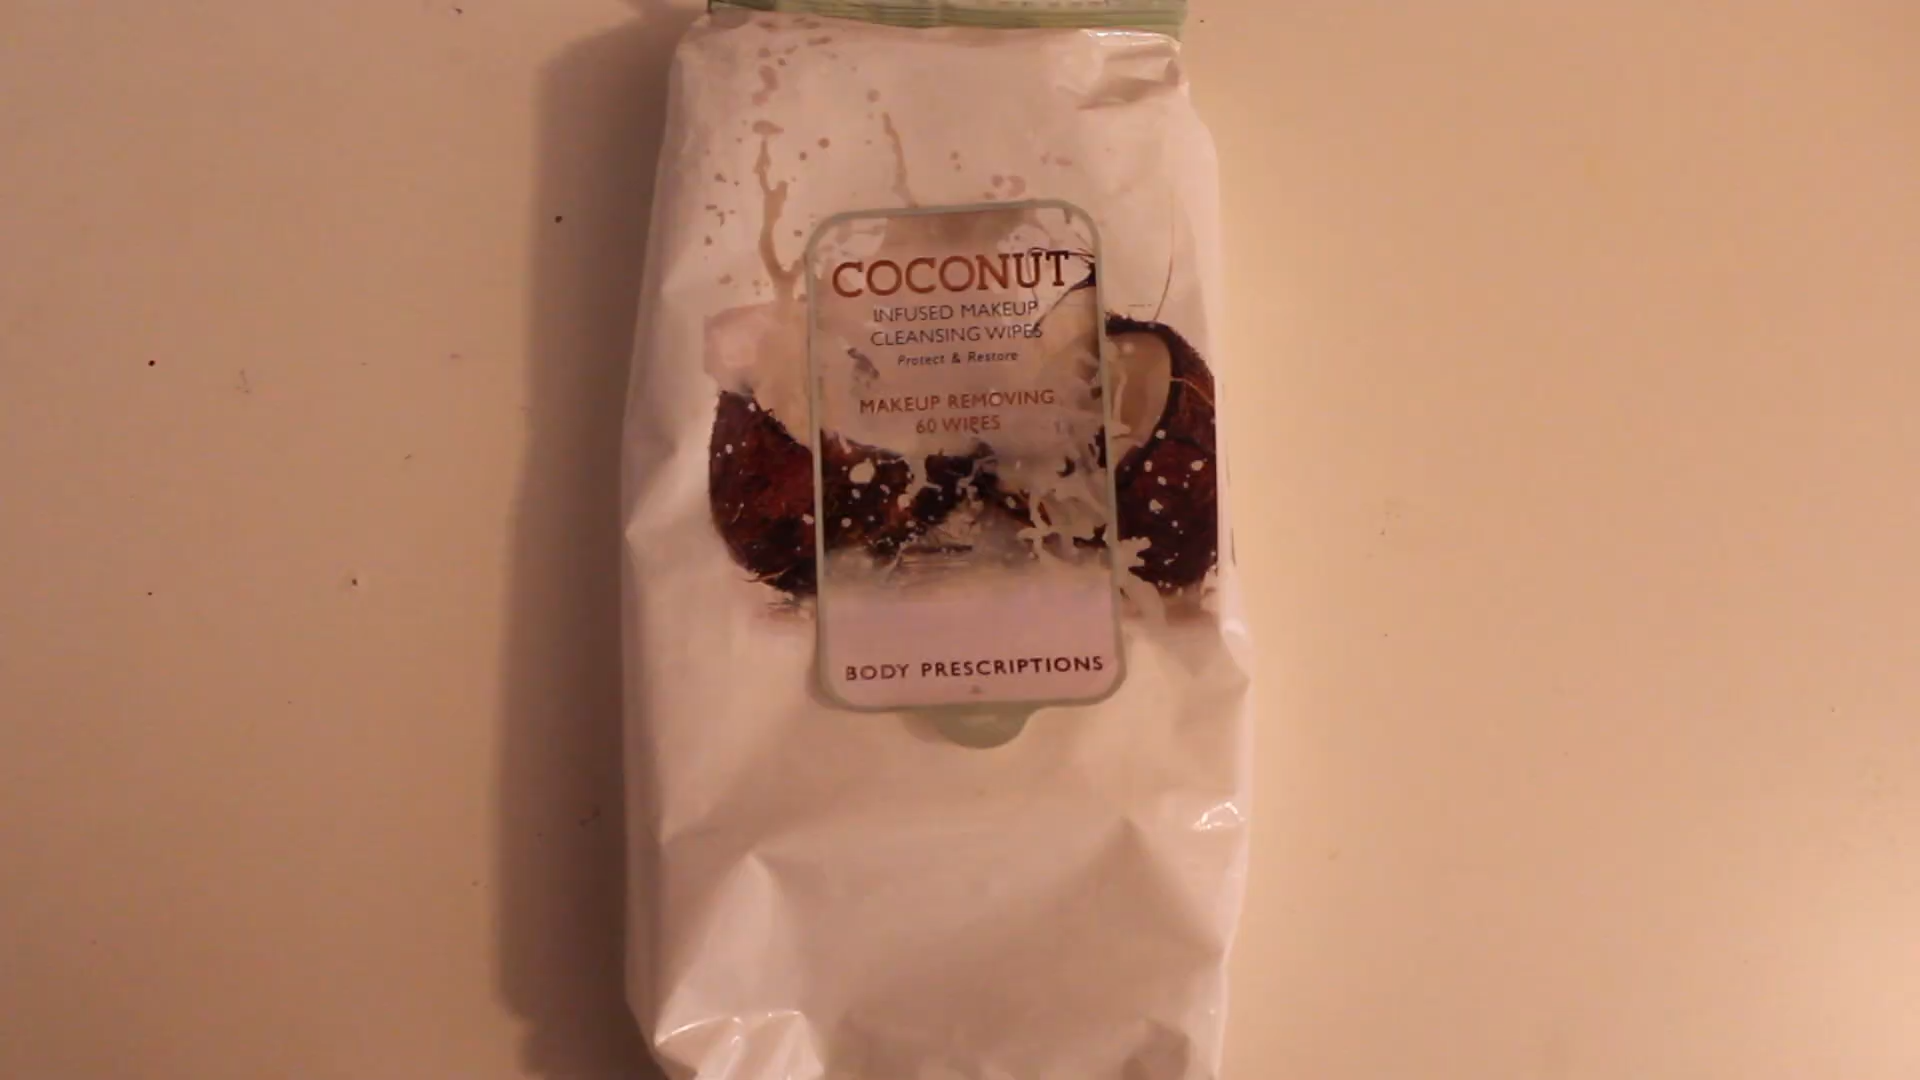 COCONUT
INFUSED MAKEUP
CLEANSING WIPES
Protect & Restore
MAKEUP REMOVING
60 WIPES
BODY PRESCRIPTIONS